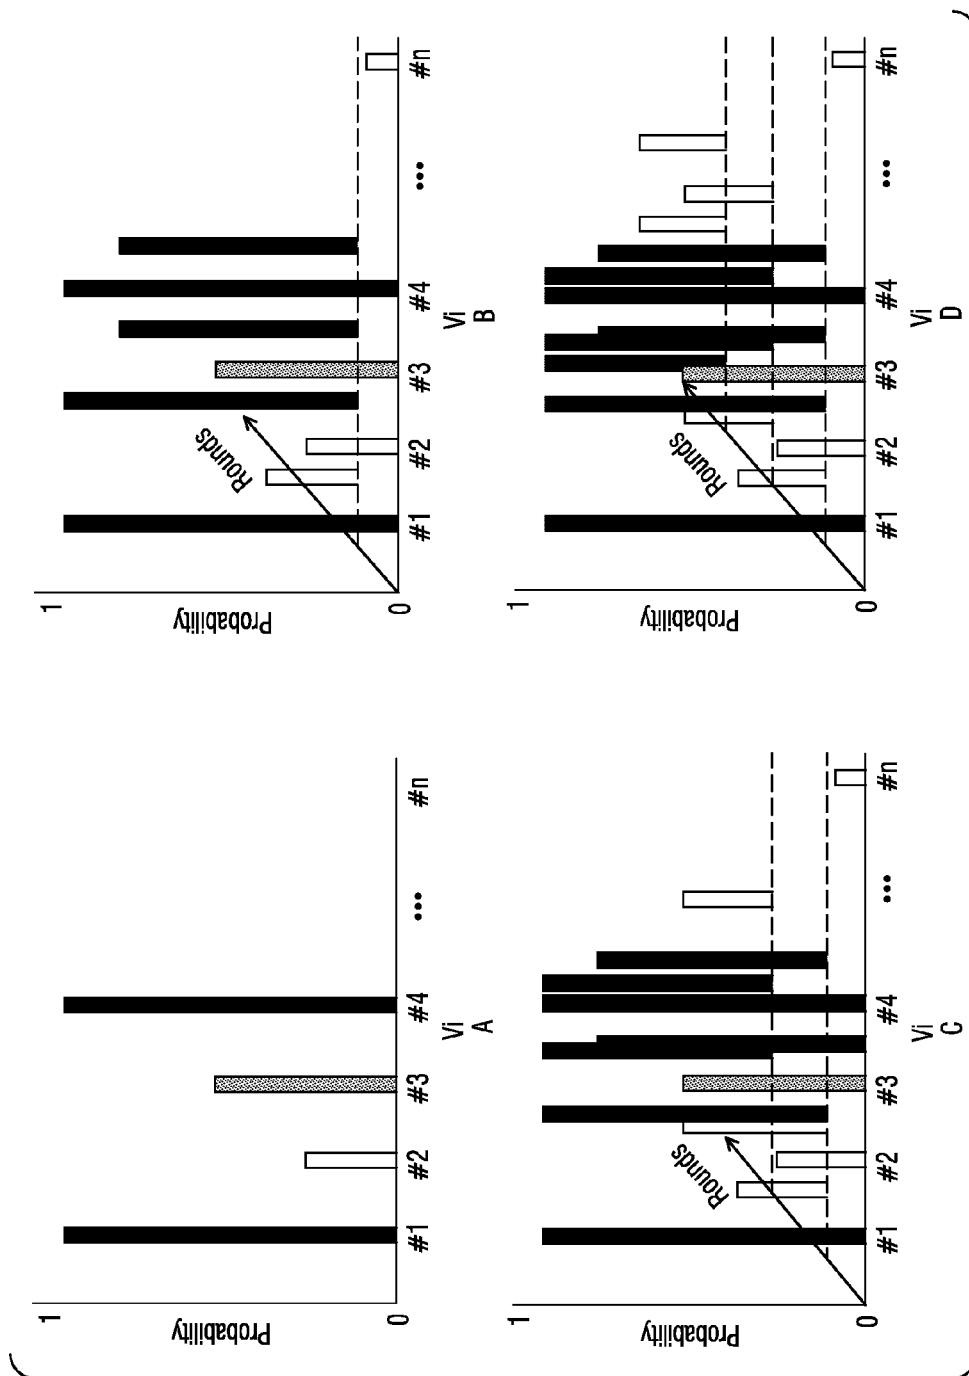 1
Probability
0
#1 #2 #3 #4 ••• #n
Vi
A
1
Probability
0
Rounds
#1 #2 #3 #4 ••• #n
Vi
B
1
Probability
0
Rounds
#1 #2 #3 #4 ••• #n
Vi
C
1
Probability
0
Rounds
#1 #2 #3 #4 ••• #n
Vi
D